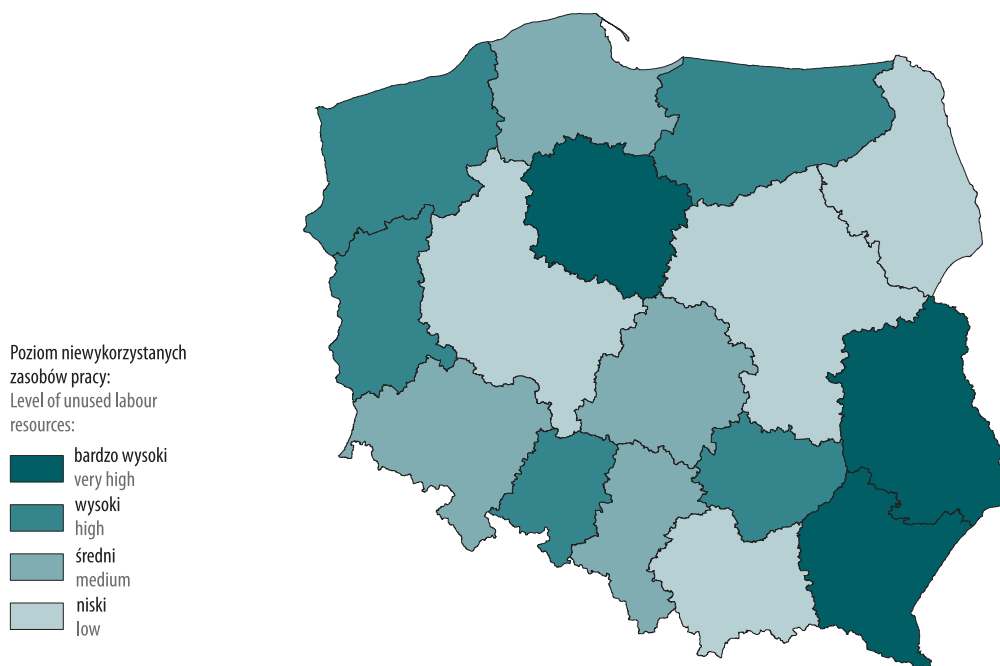 Poziom niewykorzystanych
zasobów pracy:
Level of unused labour
resources:
bardzo wysoki
very high
wysoki
high
średni
medium
niski
low